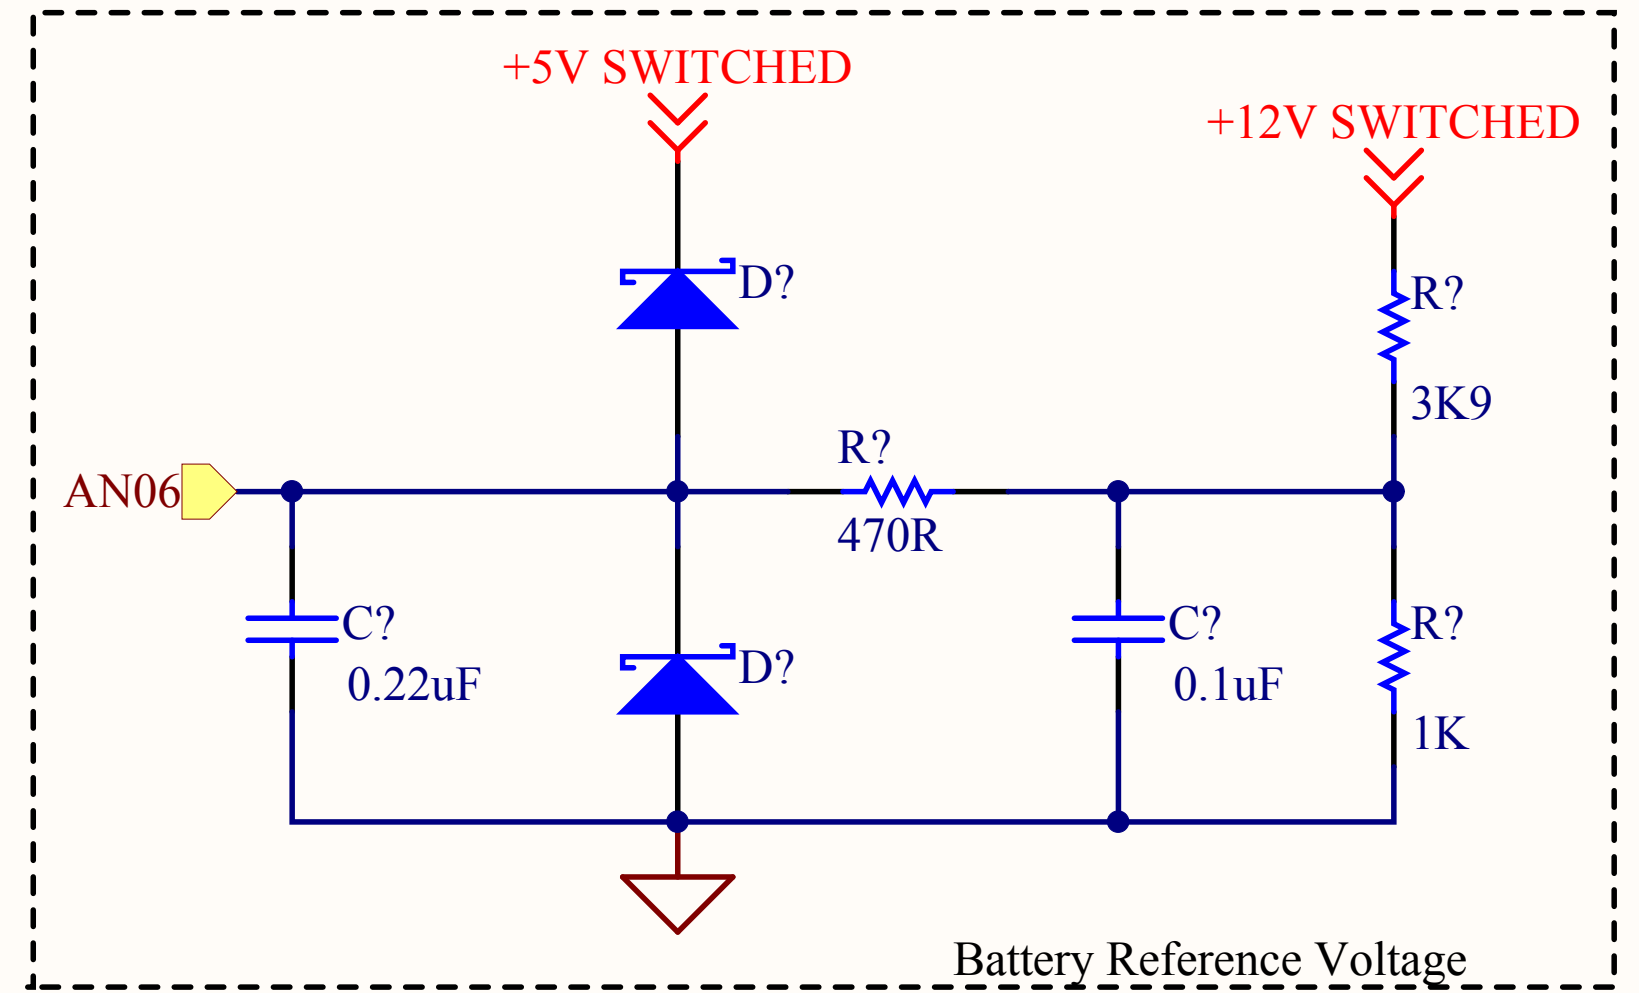 +5V SWITCHED
+12V SWITCHED
D?
R?
3K9
R?
AN06
470R
C?
0.22uF
D?
C?
0.1uF
R?
1K
Battery Reference Voltage